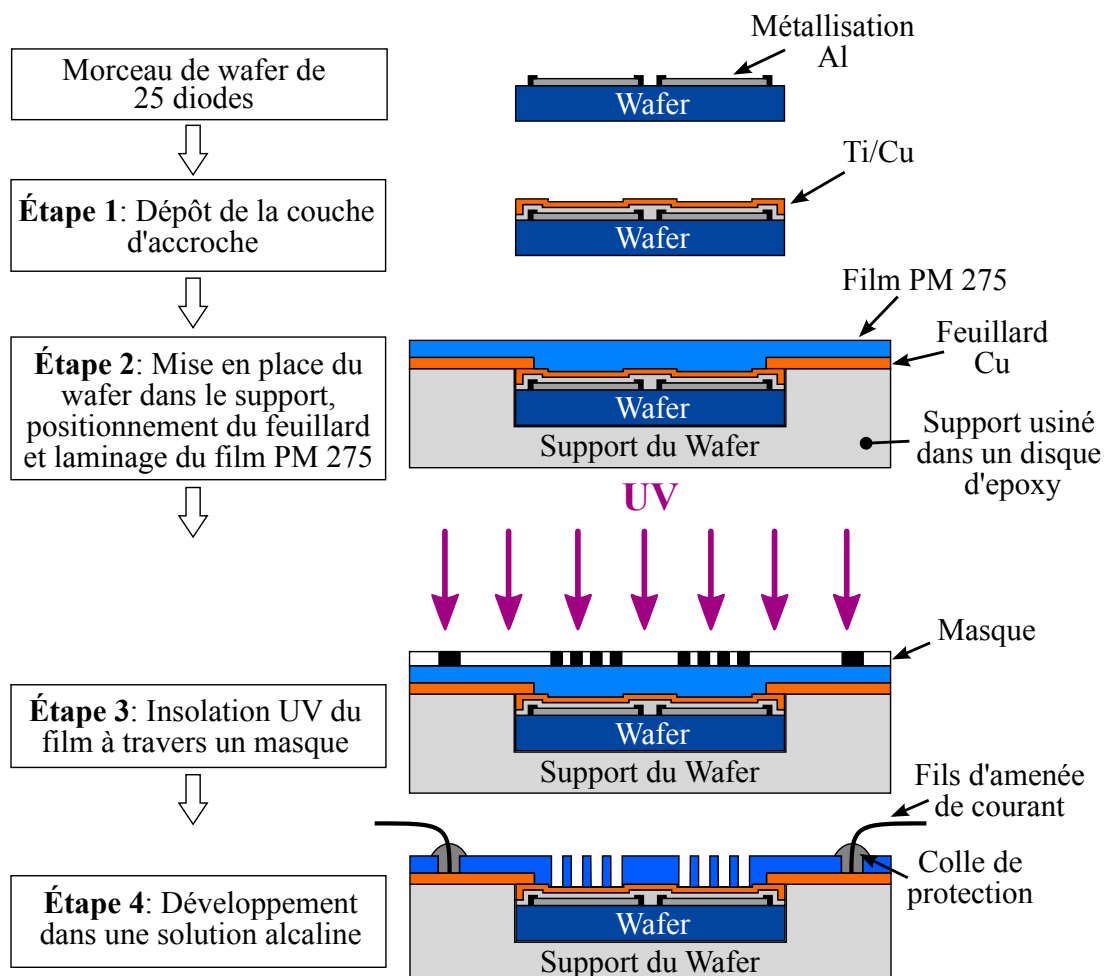 Morceau de wafer de
25 diodes
Métallisation
Al
Wafer
Étape 1: Dépôt de la couche
d'accroche
Ti/Cu
Wafer
Étape 2: Mise en place du
wafer dans le support,
positionnement du feuillard
et laminage du film PM 275
Film PM 275
Feuillard
Cu
Wafer
Support du Wafer
Support usiné
dans un disque
d'epoxy
UV
Masque
Étape 3: Insolation UV du
film à travers un masque
Wafer
Support du Wafer
Fils d'amenée
de courant
Colle de
protection
Étape 4: Développement
dans une solution alcaline
Wafer
Support du Wafer